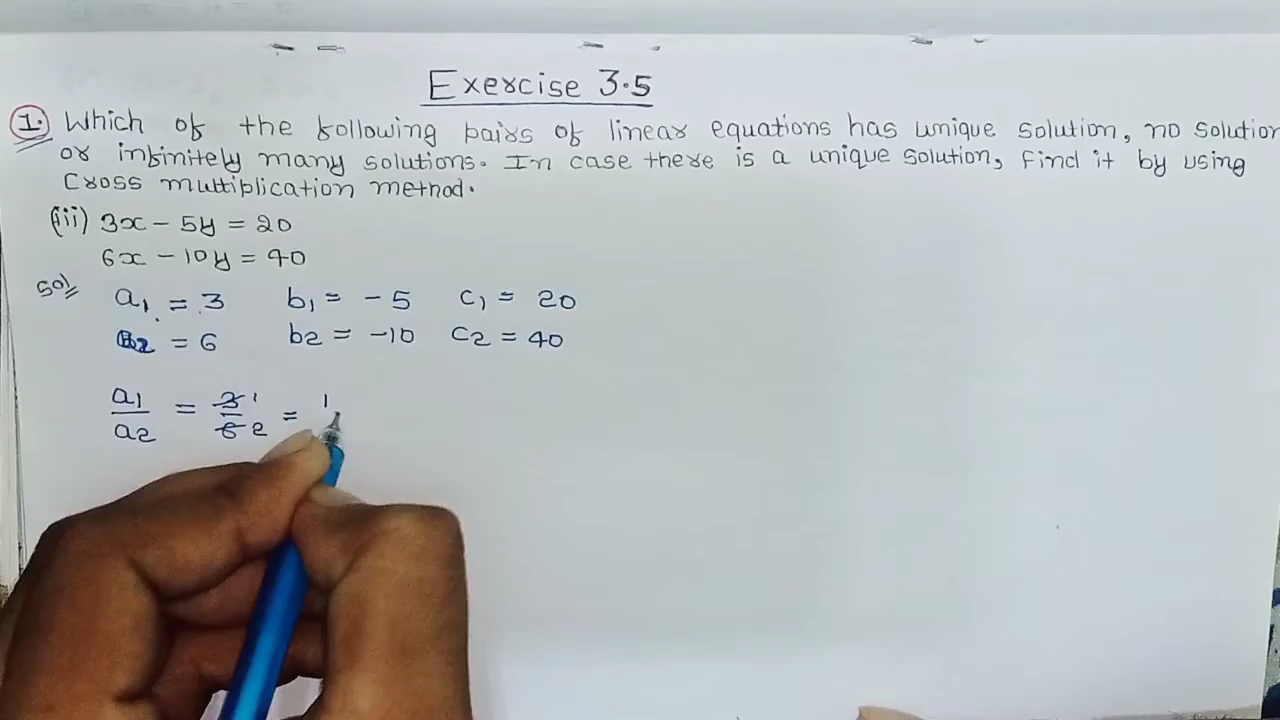 Exercise 3.5
1. Which of the following pairs of linear equations has unique solution, no solution
or infinitely many solutions. In case there is a unique solution, find it by using
Cross multiplication method.
(iii) 3x - 5y = 20
6x - 10y = 40
Sol
a1 = 3 b1 = -5 c1 = 20
= 6 b2 = -10 c2 = 40
a1/a2 = 3 1/6 2 = 1